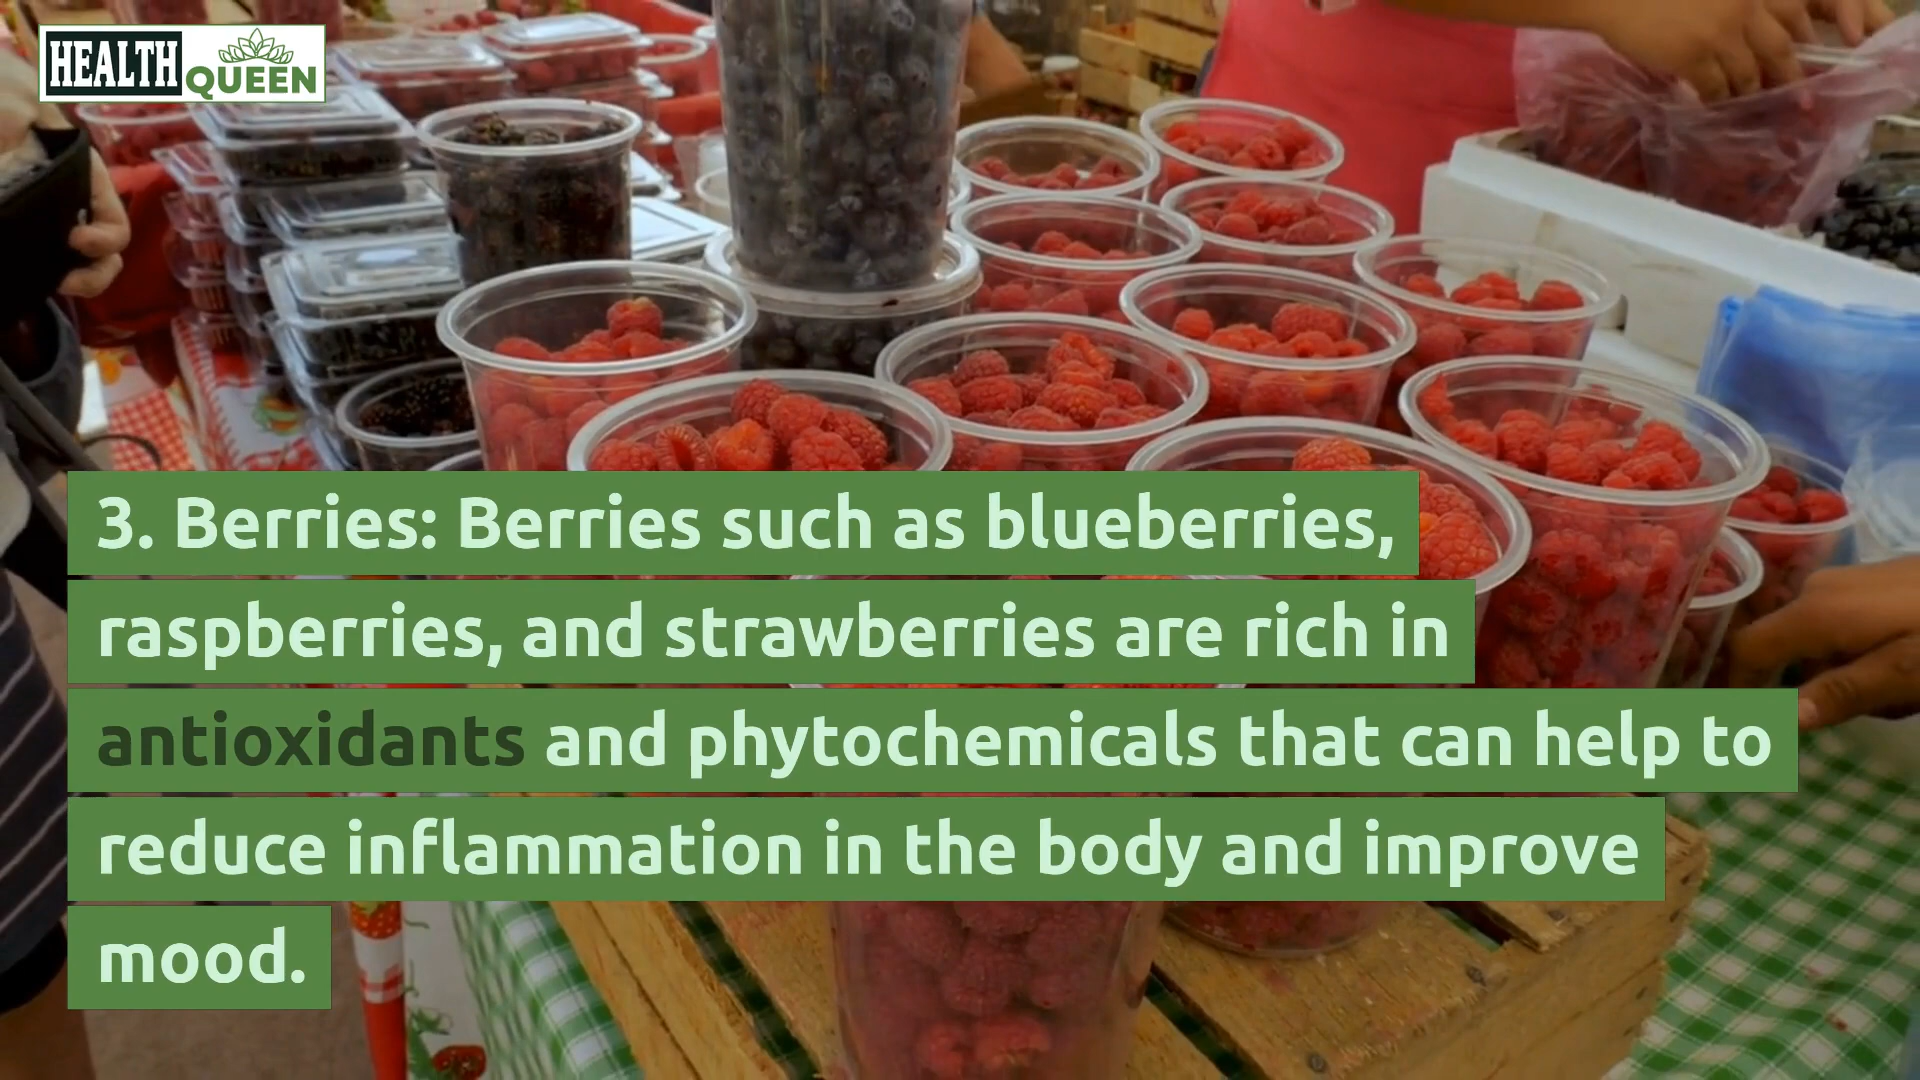 HEALTH QUEEN
3. Berries: Berries such as blueberries,
raspberries, and strawberries are rich in
antioxidants and phytochemicals that can help to
reduce inflammation in the body and improve
mood.